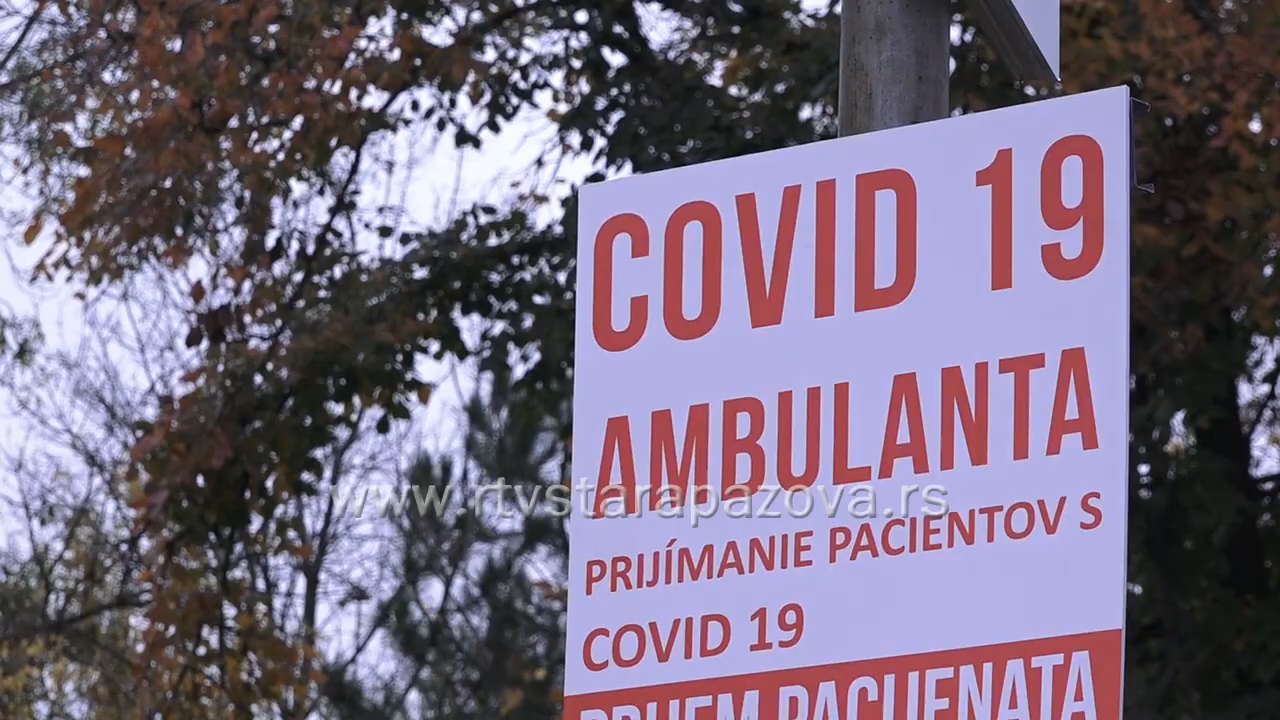 COVID 19
AMBULANTA
www.rtvstarapazova.rs
PRIJÍMANIE PACIENTOV S
COVID 19
PRIJEM PACIJENATA